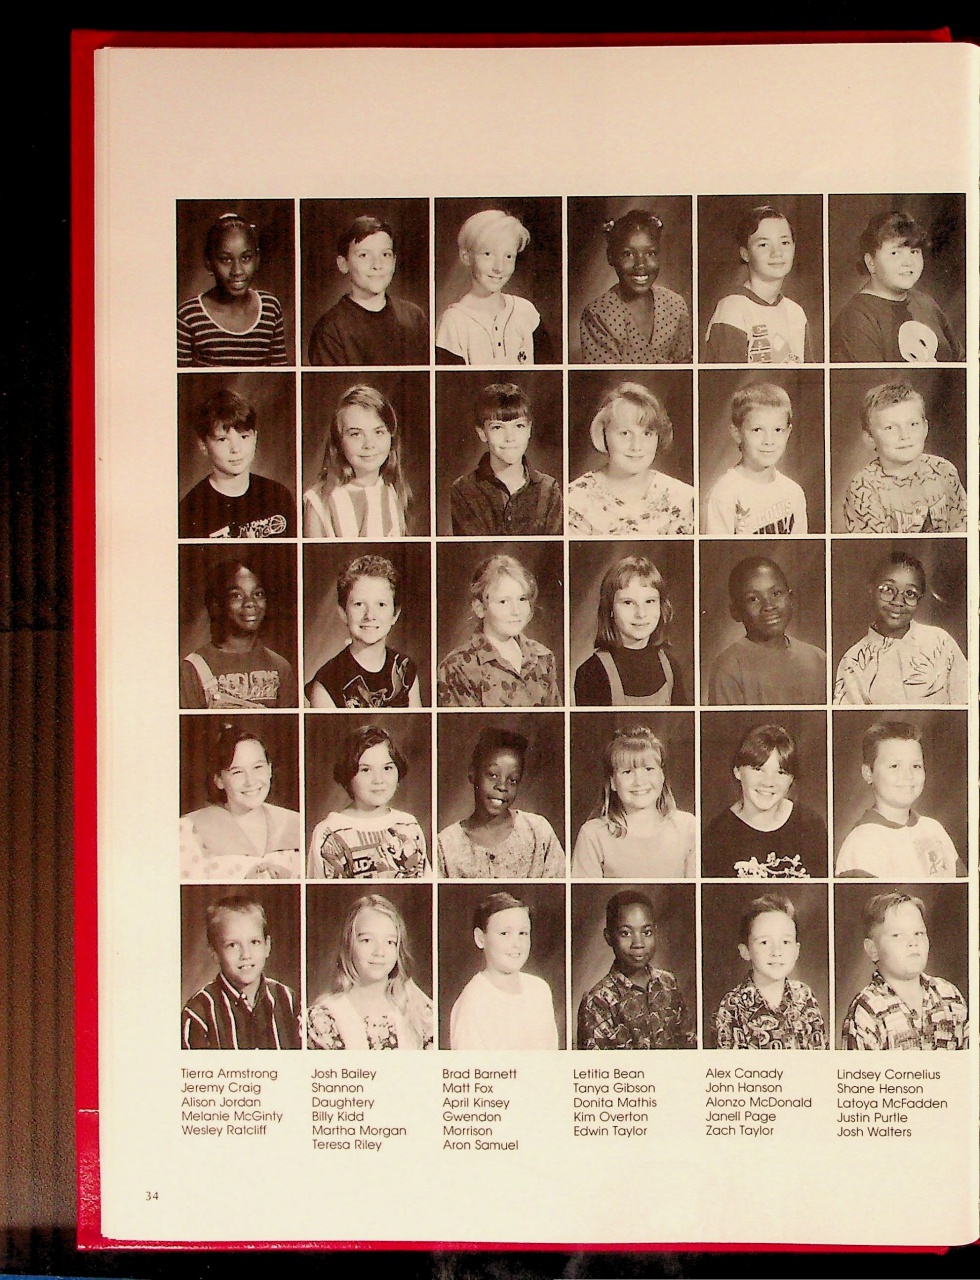 Tierra Armstrong
Jeremy Craig
Alison Jordan
Melanie McGinty
Wesley Ratcliff
Josh Bailey
Shannon
Daughtery
Billy Kidd
Martha Morgan
Teresa Riley
Brad Barnett
Matt Fox
April Kinsey
Gwendon
Morrison
Aron Samuel
Letitia Bean
Tanya Gibson
Donita Mathis
Kim Overton
Edwin Taylor
Alex Canady
John Hanson
Alonzo McDonald
Janell Page
Zach Taylor
Lindsey Cornelius
Shane Henson
Latoya McFadden
Justin Purtle
Josh Walters
34